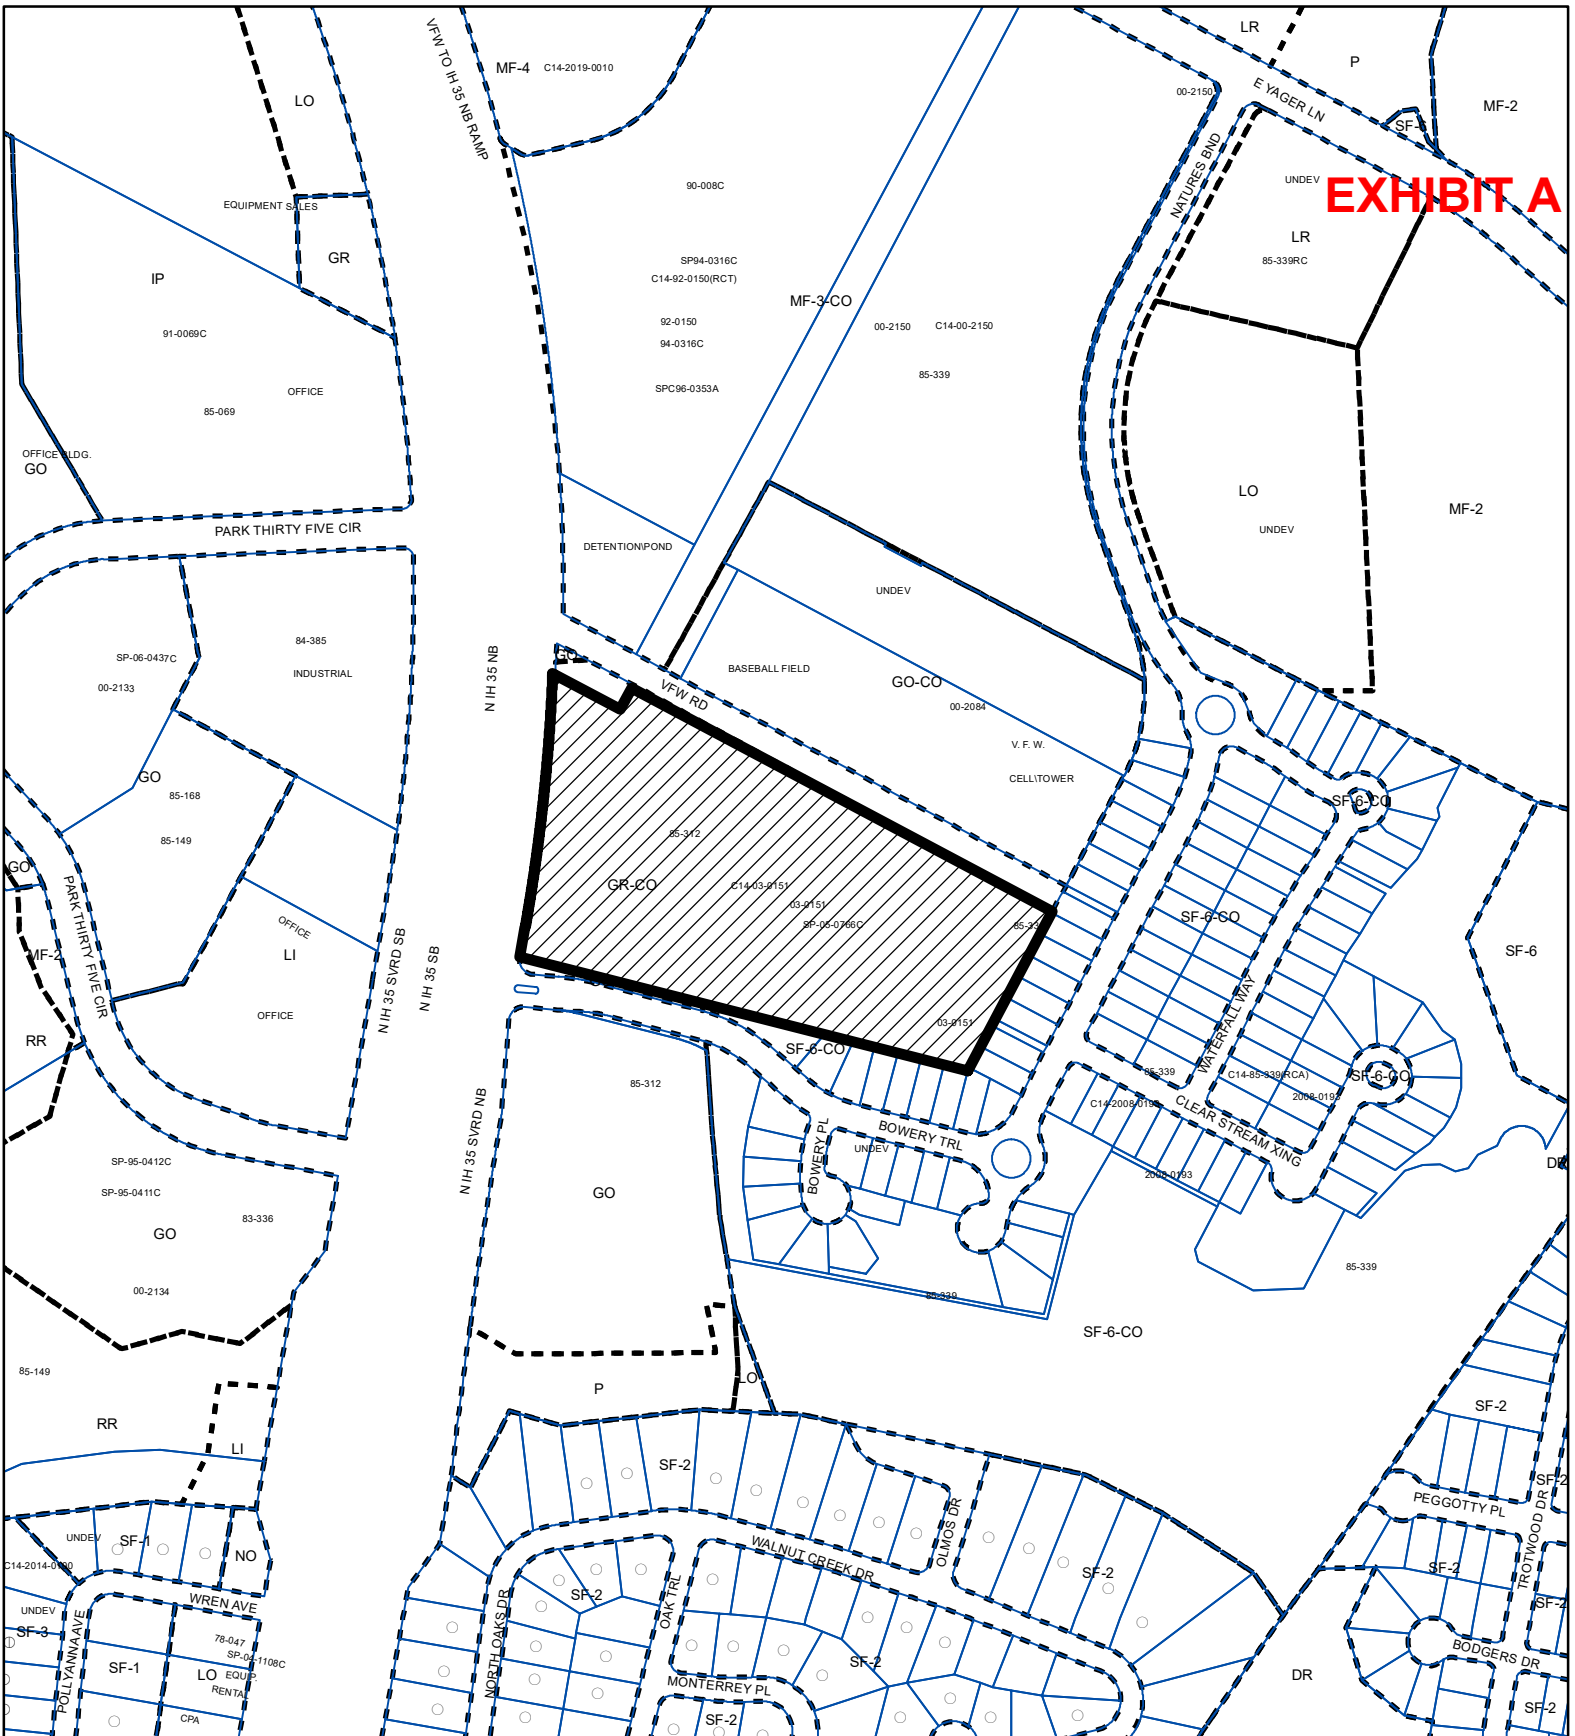 LR
P
VFW TO IH 35 NB RAMP
MF-4
C14-2019-0010
00-2150
E YAGER LN
MF-2
LO
SF-6
NATURES BND
UNDEV
EXHIBIT A
90-008C
EQUIPMENT SALES
LR
GR
SP94-0316C
85-339RC
C14-92-0150(RCT)
IP
MF-3-CO
92-0150
00-2150
C14-00-2150
91-0069C
94-0316C
85-339
OFFICE
SPC96-0353A
85-069
OFFICE BLDG.
GO
LO
MF-2
PARK THIRTY FIVE CIR
UNDEV
DETENTION\POND
UNDEV
84-385
SP-06-0437C
GO
INDUSTRIAL
BASEBALL FIELD
N IH 35 NB
GO-CO
00-2133
VFW RD
00-2084
V. F. W.
GO
CELL\TOWER
85-168
SF-6-CO
85-149
85-312
GO
GR-CO
C14-03-0151
03-0151
PARK THIRTY FIVE CIR
SF-6-CO
OFFICE
SP-05-0766C
MF-2
LI
SF-6
N IH 35 SVRD SB
N IH 35 SB
OFFICE
03-0151
WATERFALL WAY
RR
SF-6-CO
85-339
C14-85-339(RCA)
SF-6-CO
85-312
2008-0193
CLEAR STREAM XING
N IH 35 SVRD NB
BOWERY TRL
BOWERY PL
UNDEV
SP-95-0412C
2008-0193
SP-95-0411C
GO
83-336
GO
85-339
00-2134
85-339
SF-6-CO
85-149
LO
P
SF-2
RR
LI
SF-2
SF-2
PEGGOTTY PL
TROTWOOD DR
OLMOS DR
UNDEV
SF-1
WALNUT CREEK DR
NO
SF-2
SF-2
SF-2
WREN AVE
NORTH OAKS DR
OAK TRL
SF-2
UNDEV
SF-3
78-047
SP-04-1108C
BODGERS DR
POLLYANNA AVE
SF-1
LO
EQUIP.
RENTAL
SF-2
DR
MONTERREY PL
CPA
SF-2
SF-2